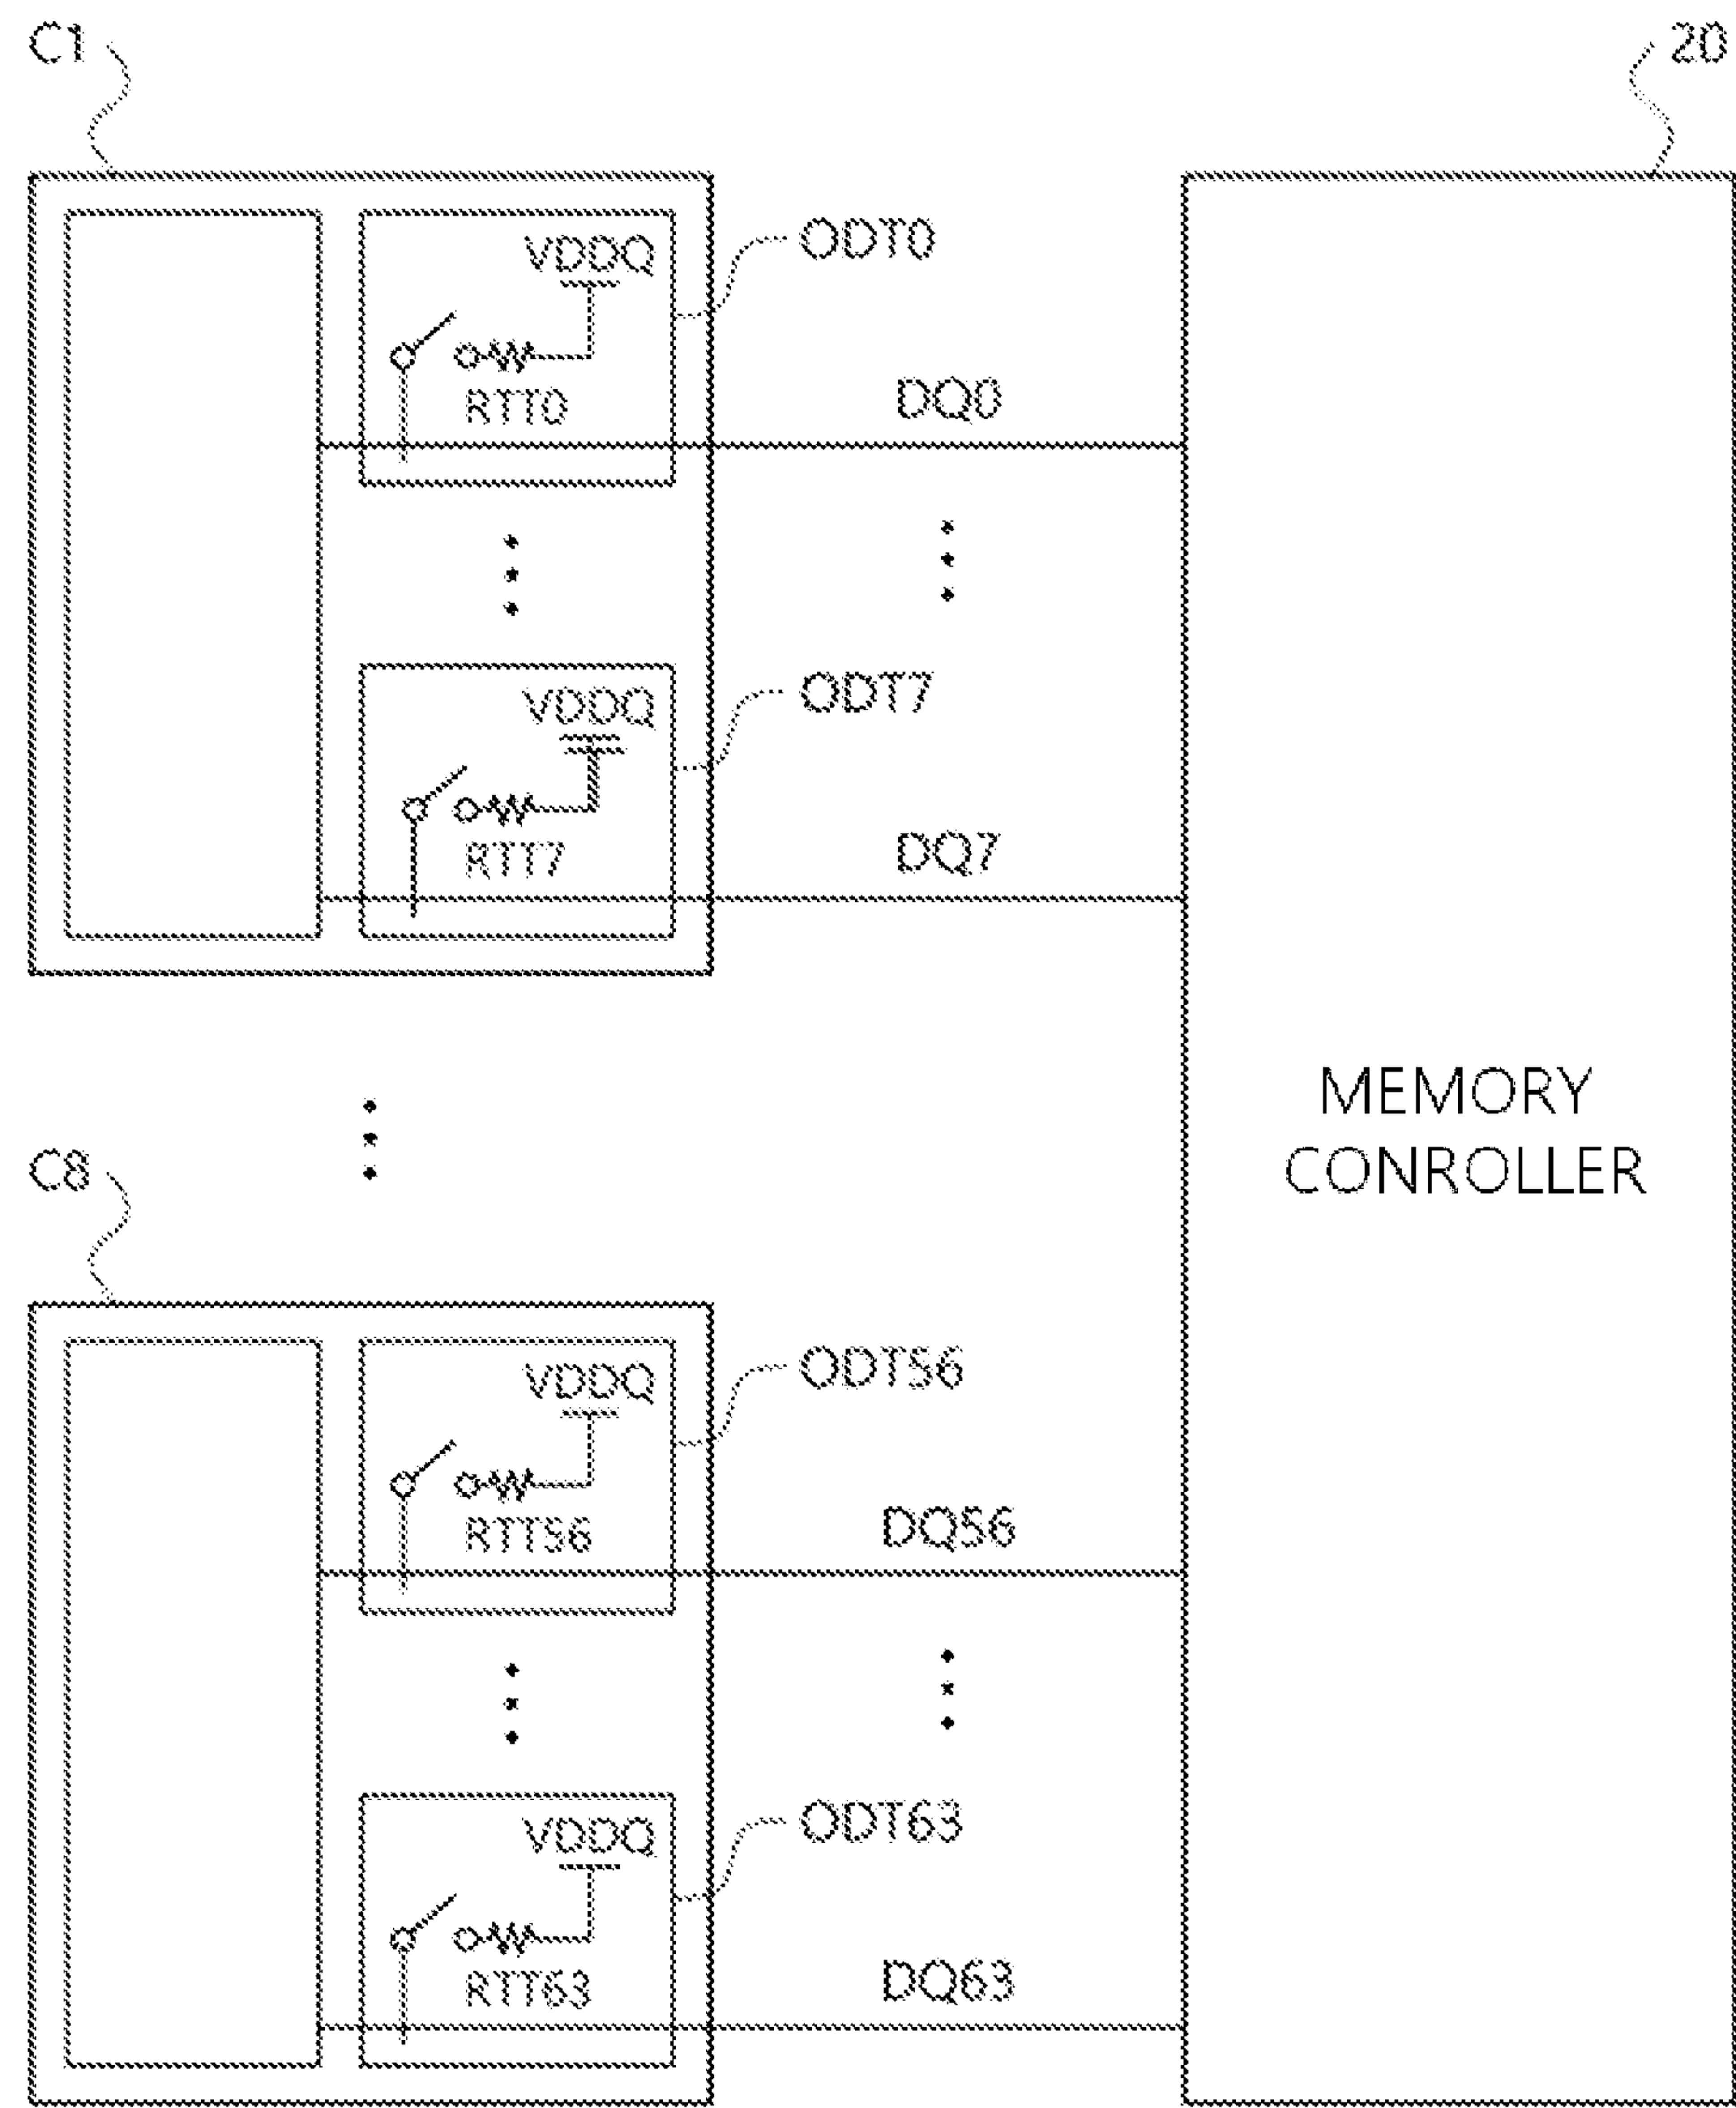 C1
20
VDDQ
ODT0
RTT0
DQ0
VDDQ
ODT7
RTT7
DQ7
MEMORY
CONROLLER
C8
VDDQ
ODT56
RTT56
DQ56
VDDQ
ODT63
RTT63
DQ63